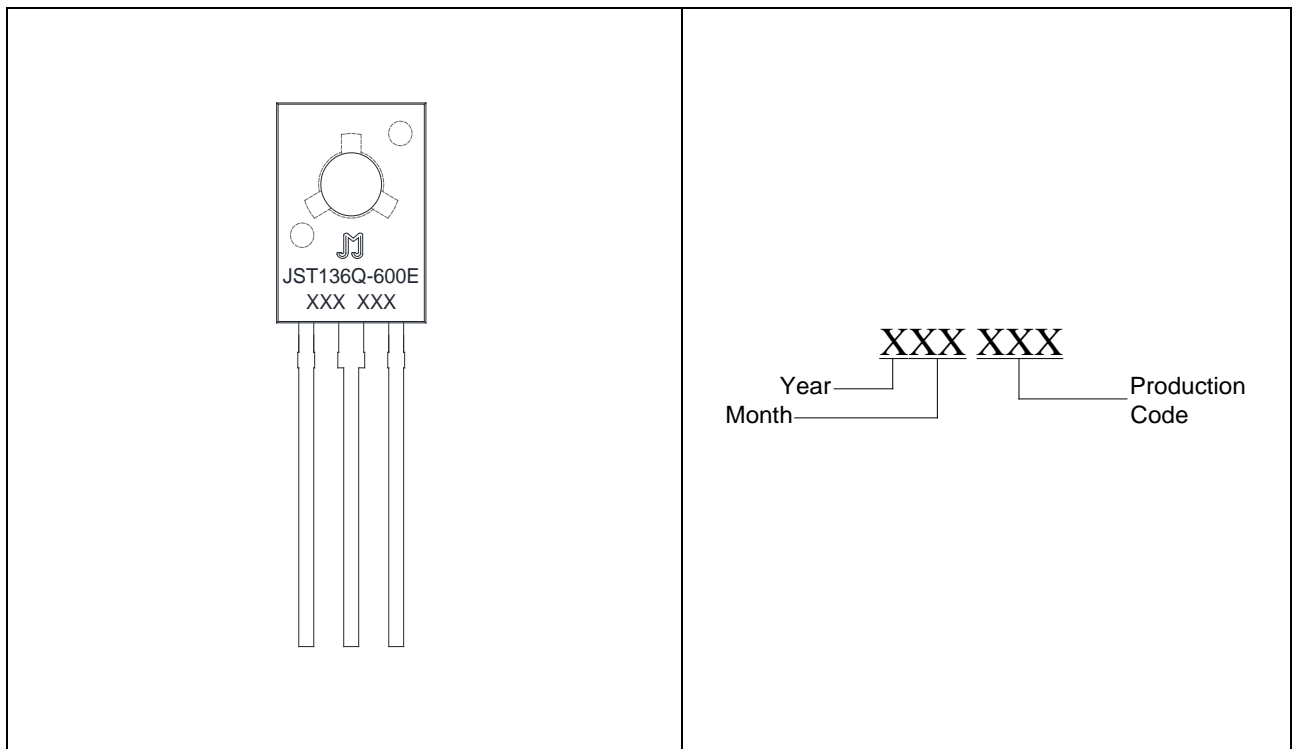 JST136Q-600E
XXX XXX
XXX XXX
Year
Month
Production
Code